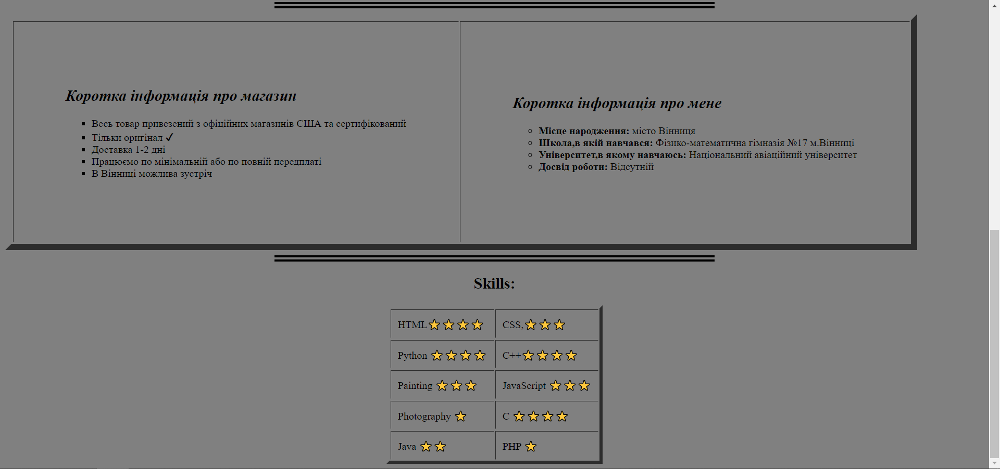 Коротка інформація про магазин
Весь товар привезений з офіційних магазинів США та сертифікований
Тільки оригінал ✔
Доставка 1-2 дні
Працюємо по мінімальній або по повній передплаті
В Вінниці можлива зустріч
Коротка інформація про мене
Місце народження: місто Вінниця
Школа,в якій навчався: Фізико-математична гімназія №17 м.Вінниці
Університет,в якому навчаюсь: Національний авіаційний університет
Досвід роботи: Відсутній
Skills:
HTML⭐⭐⭐⭐ CSS,⭐⭐⭐
Python ⭐⭐⭐⭐ C++⭐⭐⭐⭐
Painting ⭐⭐⭐ JavaScript ⭐⭐⭐
Photography ⭐ C ⭐⭐⭐⭐
Java ⭐⭐ PHP ⭐